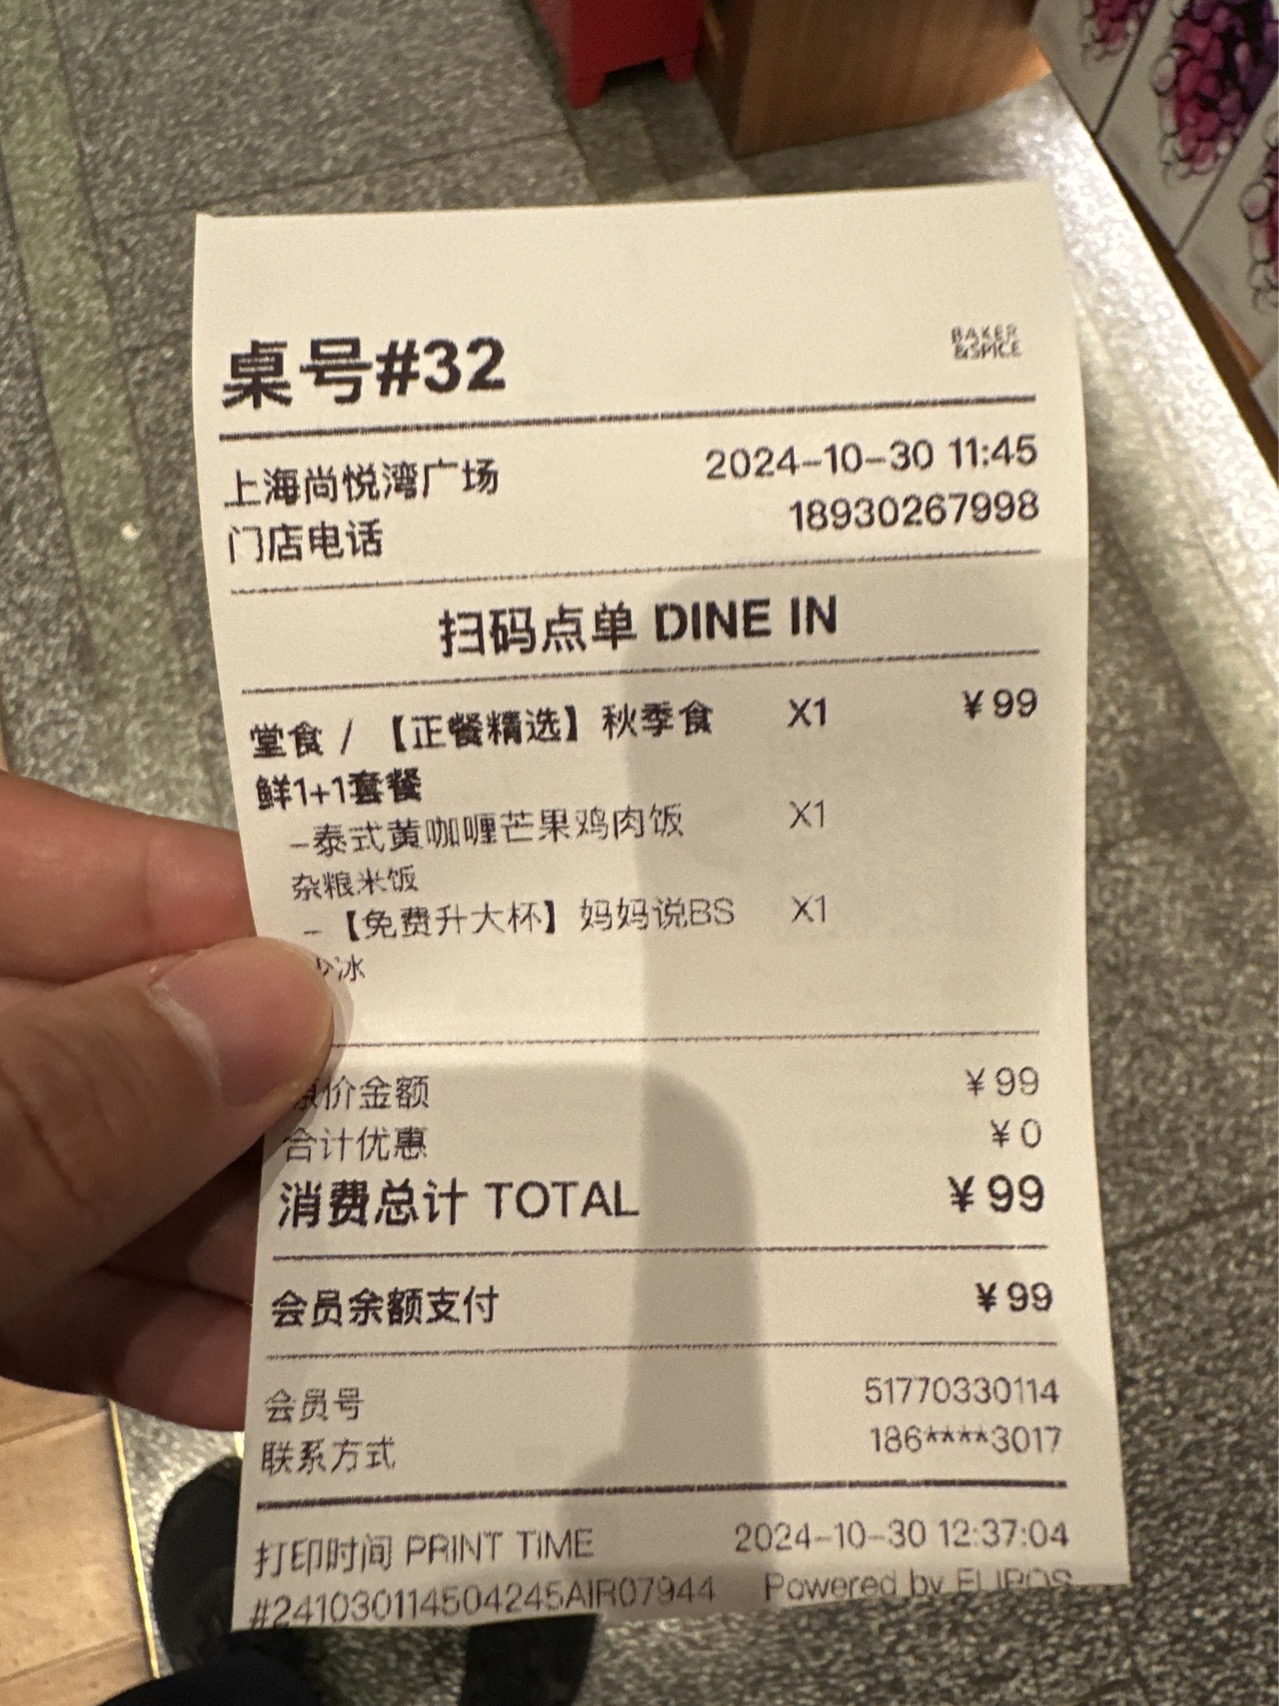 桌号#32
BAKER
&SPICE
上海尚悦湾广场 2024-10-30 11:45
门店电话 18930267998
扫码点单 DINE IN
堂食 / 【正餐精选】秋季食 X1 ¥99
鲜1+1套餐
-泰式黄咖喱芒果鸡肉饭 X1
杂粮米饭
-【免费升大杯】妈妈说BS X1
少冰
原价金额 ¥99
合计优惠 ¥0
消费总计 TOTAL ¥99
会员余额支付 ¥99
会员号 51770330114
联系方式 186****3017
打印时间 PRINT TIME 2024-10-30 12:37:04
#241030114504245AIR07944 Powered by